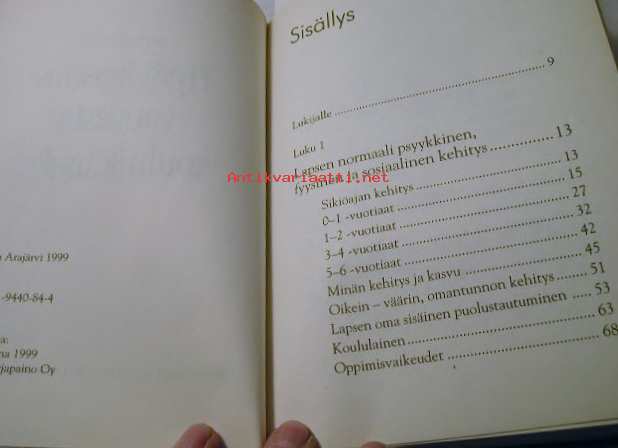 Arajärvi 1999
-9440-84-4
1999
Oy
Sisällys
Lukijalle 9
Luku 1
Lapsen normaali psyykkinen,
fyysinen ja sosiaalinen kehitys 13
Antikvariaatti.net
Sikiöajan kehitys 13
0–1 -vuotiaat 15
1–2 -vuotiaat 27
3–4 -vuotiaat 32
5–6 -vuotiaat 42
Minän kehitys ja kasvu 45
Oikein – väärin, omantunnon kehitys 51
Lapsen oma sisäinen puolustautuminen 53
Koululainen 63
Oppimisvaikeudet 68